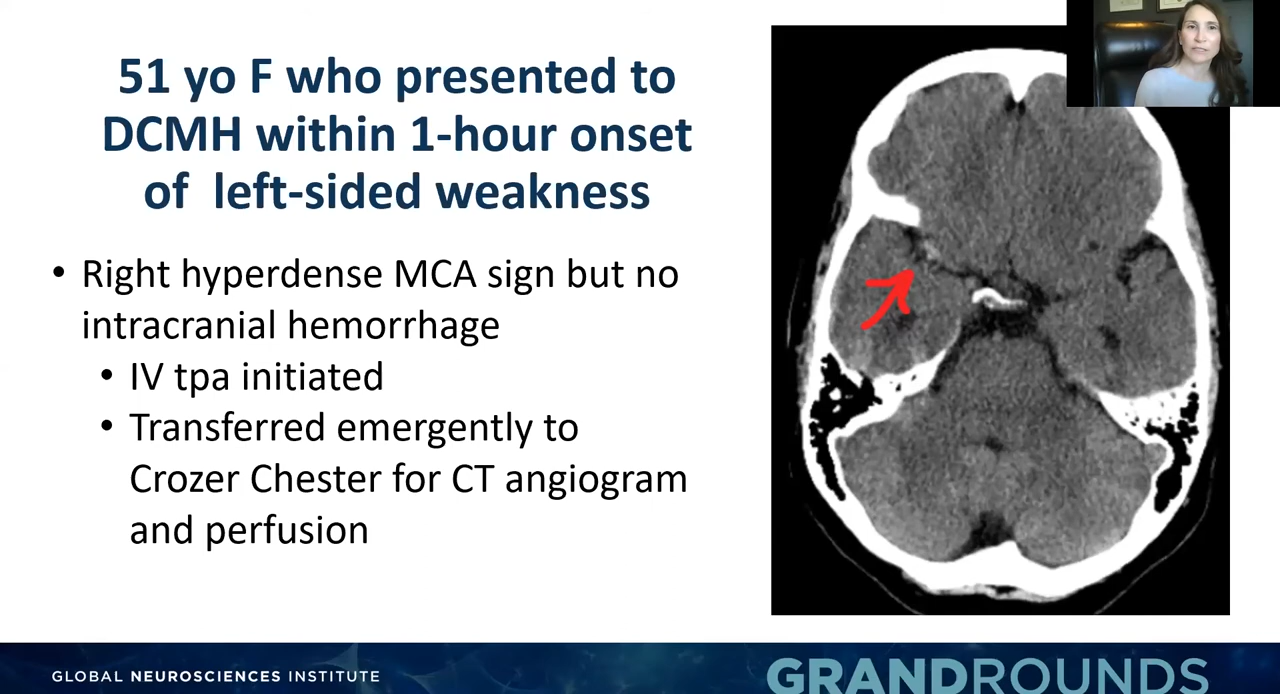 51 yo F who presented to
DCMH within 1-hour onset
of left-sided weakness
• Right hyperdense MCA sign but no
intracranial hemorrhage
• IV tpa initiated
• Transferred emergently to
Crozer Chester for CT angiogram
and perfusion
GLOBAL NEUROSCIENCES INSTITUTE
GRANDROUNDS